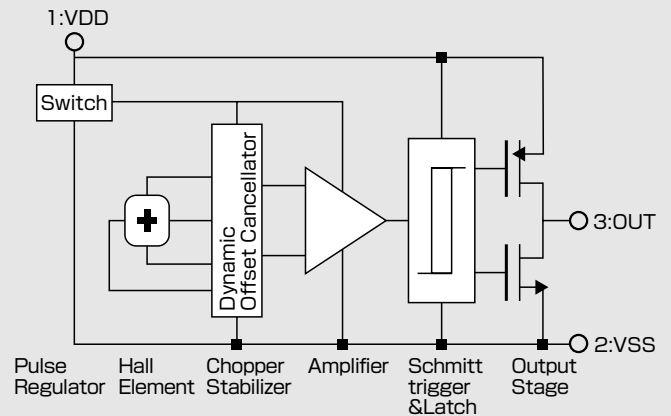 1:VDD
Switch
Dynamic
Offset Cancellator
3:OUT
2:VSS
Pulse
Regulator
Hall
Element
Chopper
Stabilizer
Amplifier
Schmitt
trigger
&Latch
Output
Stage